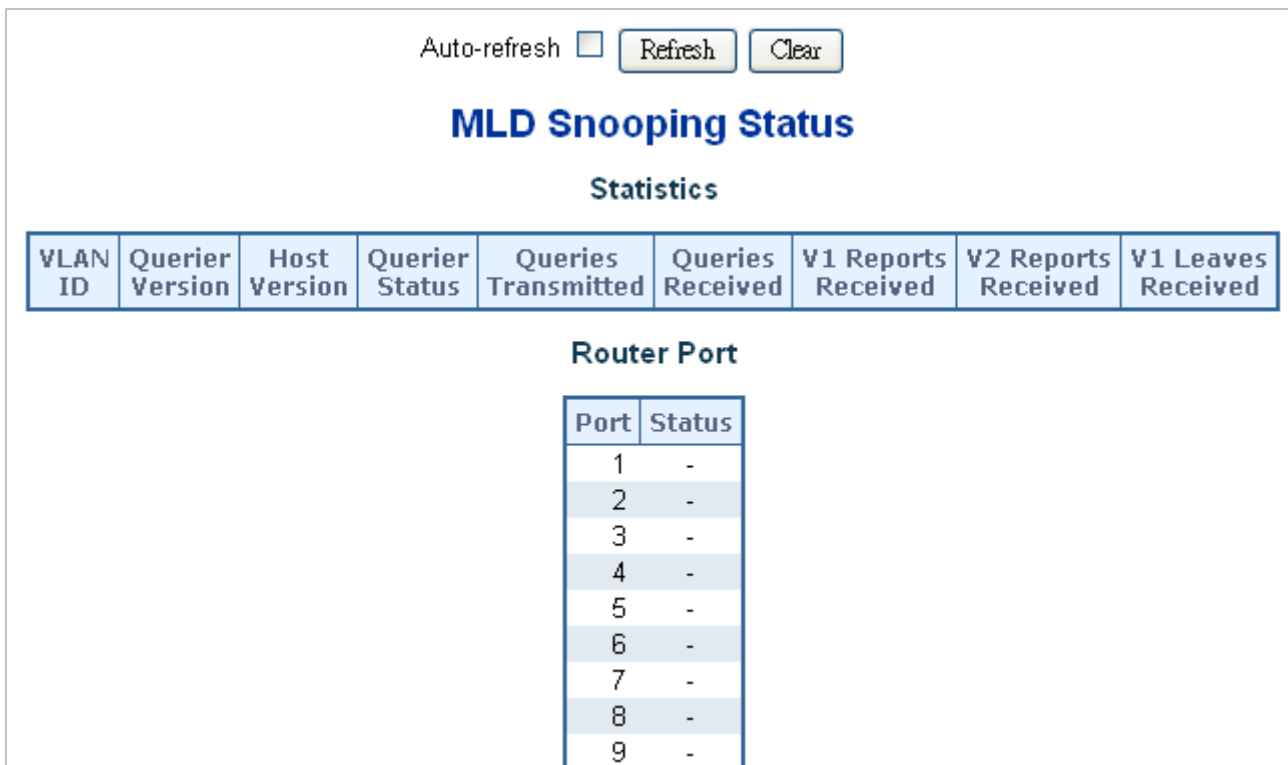 Auto-refresh Refresh Clear
MLD Snooping Status
Statistics
VLAN ID Querier Version Host Version Querier Status Queries Transmitted Queries Received V1 Reports Received V2 Reports Received V1 Leaves Received
Router Port
Port Status
1 -
2 -
3 -
4 -
5 -
6 -
7 -
8 -
9 -